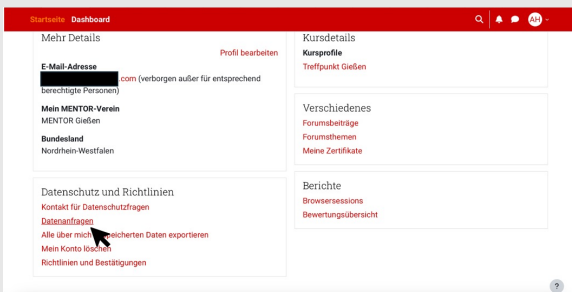 Startseite Dashboard
AH
Mehr Details
Profil bearbeiten
E-Mail-Adresse
.com (verborgen außer für entsprechend
berechtigte Personen)
Mein MENTOR-Verein
MENTOR Gießen
Bundesland
Nordrhein-Westfalen
Datenschutz und Richtlinien
Kontakt für Datenschutzfragen
Datenanfragen
Alle über mich gespeicherten Daten exportieren
Mein Konto löschen
Richtlinien und Bestätigungen
Kursdetails
Kursprofile
Treffpunkt Gießen
Verschiedenes
Forumsbeiträge
Forumsthemen
Meine Zertifikate
Berichte
Browsersessions
Bewertungsübersicht
?